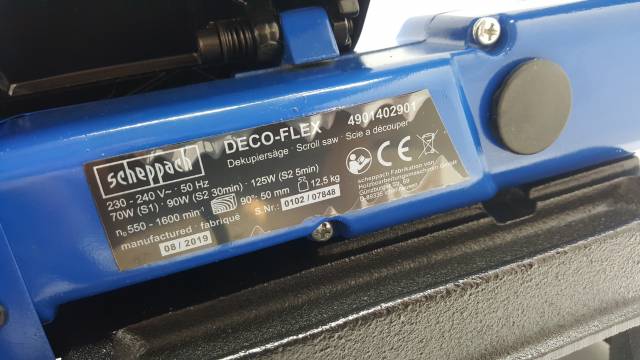 scheppach
DECO-FLEX
4901402901
Dekupiersäge · Scroll saw · Scie a découper
230 - 240 V~ · 50 Hz
70W (S1) · 90W (S2 30min) · 125W (S2 5min)
n₀ 550 - 1600 min⁻¹ 90°: 50 mm 12,5 kg
manufactured fabrique S.Nr.: 0102 / 07848
08 / 2019
CE
scheppach Fabrikation von
Holzbearbeitungsmaschinen GmbH
Günzburger Str. 69